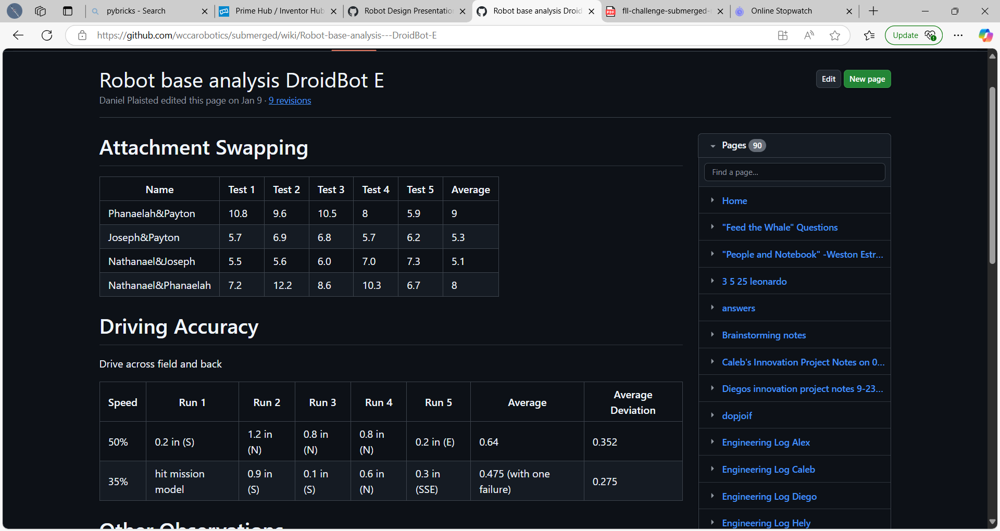 pybricks - Search
Prime Hub / Inventor Hub
Robot Design Presentation
Robot base analysis Droid
PDF
fll-challenge-submerged-
Online Stopwatch
https://github.com/wccarobotics/submerged/wiki/Robot-base-analysis---DroidBot-E
Update
Robot base analysis DroidBot E
Edit
New page
Daniel Plaisted edited this page on Jan 9 · 9 revisions
Attachment Swapping
Name Test 1 Test 2 Test 3 Test 4 Test 5 Average
Phanaelah&Payton 10.8 9.6 10.5 8 5.9 9
Joseph&Payton 5.7 6.9 6.8 5.7 6.2 5.3
Nathanael&Joseph 5.5 5.6 6.0 7.0 7.3 5.1
Nathanael&Phanaelah 7.2 12.2 8.6 10.3 6.7 8
Driving Accuracy
Drive across field and back
Speed Run 1 Run 2 Run 3 Run 4 Run 5 Average Average
Deviation
50% 0.2 in (S) 1.2 in 0.8 in 0.8 in 0.2 in (E) 0.64 0.352
(N) (N) (N)
35% hit mission 0.9 in 0.1 in 0.6 in 0.3 in 0.475 (with one 0.275
model (S) (S) (N) (SSE) failure)
Other Observations
Pages 90
Find a page...
Home
"Feed the Whale" Questions
"People and Notebook" -Weston Estr...
3 5 25 leonardo
answers
Brainstorming notes
Caleb's Innovation Project Notes on 0...
Diegos innovation project notes 9-23...
dopjoif
Engineering Log Alex
Engineering Log Caleb
Engineering Log Diego
Engineering Log Hely